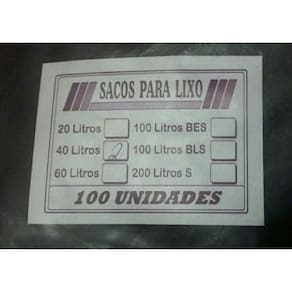 SACOS PARA LIXO
20 Litros 100 Litros BES
40 Litros 2 100 Litros BLS
60 Litros 200 Litros S
100 UNIDADES